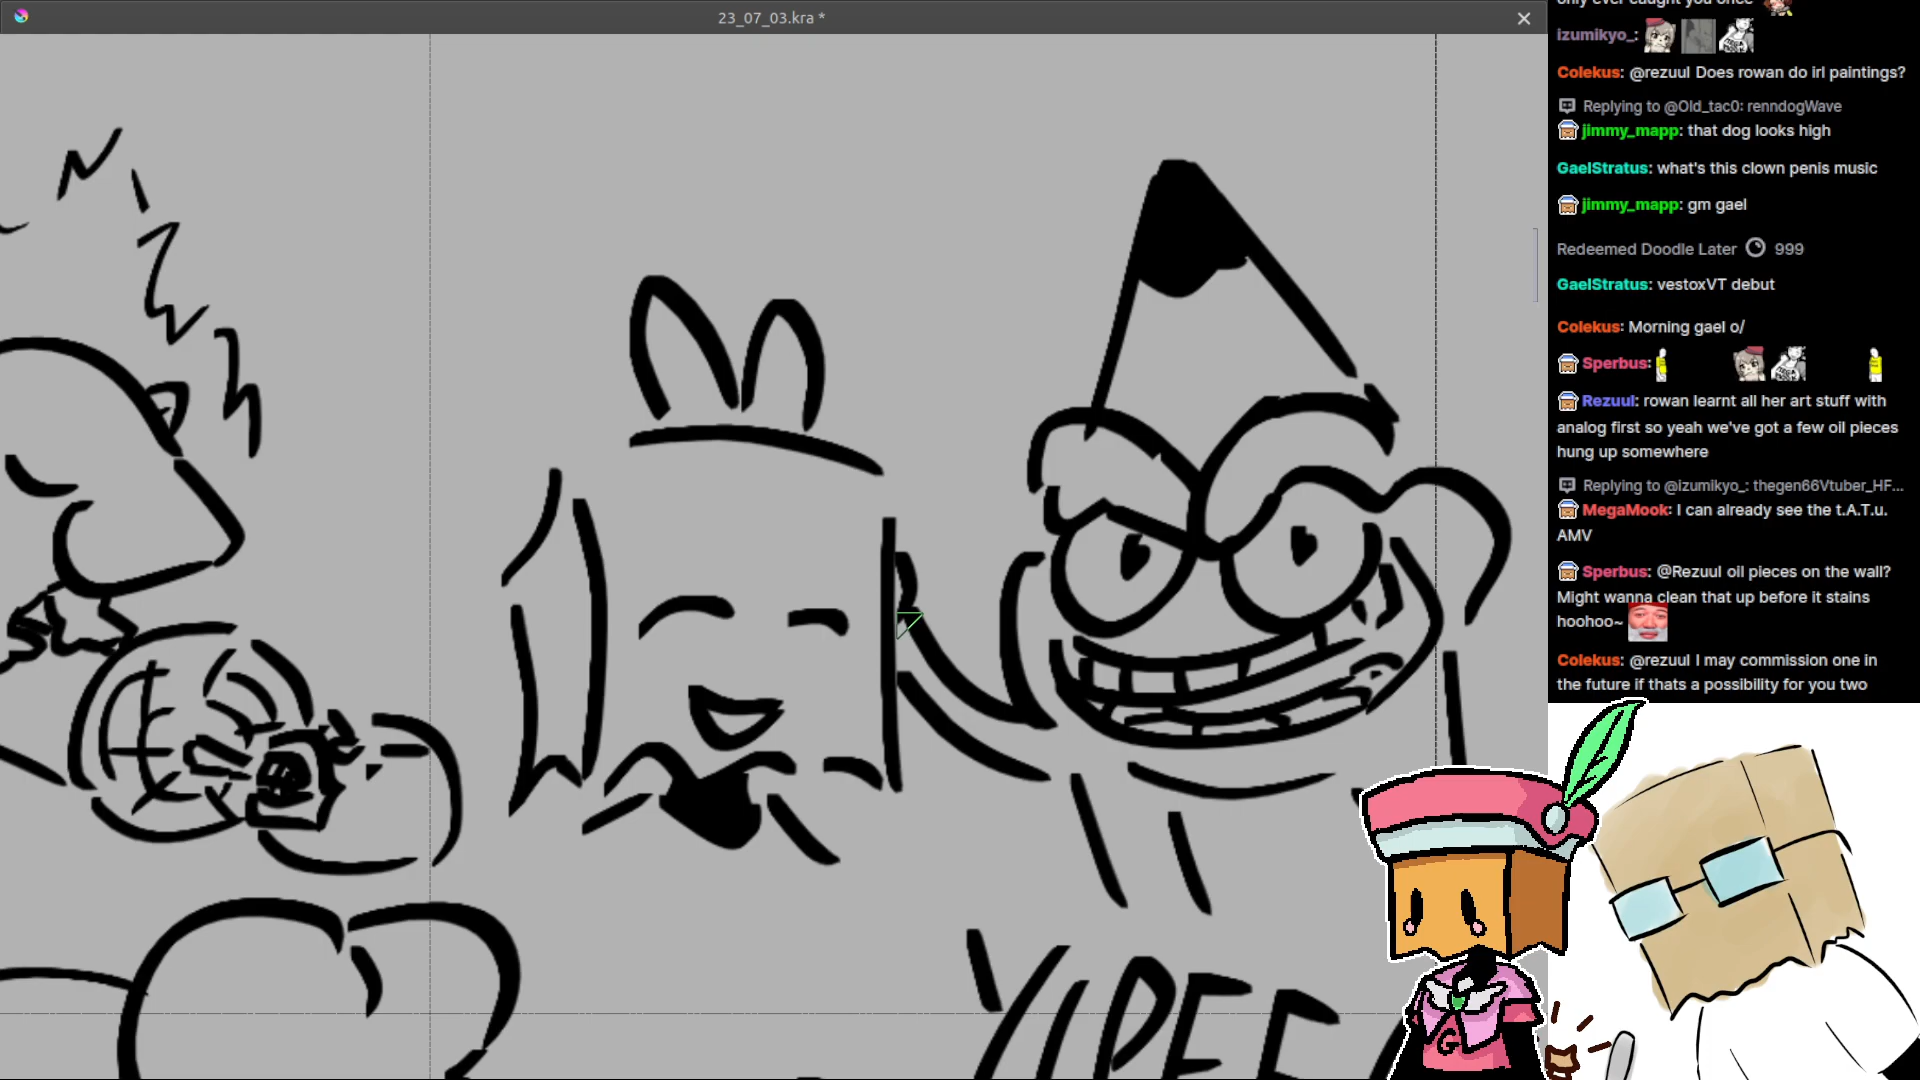 23_07_03.kra *
only ever caught you once
izumikyo_:
Colekus: @rezuul Does rowan do irl paintings?
Replying to @Old_tac0: renndogWave
jimmy_mapp: that dog looks high
GaelStratus: what's this clown penis music
jimmy_mapp: gm gael
Redeemed Doodle Later 999
GaelStratus: vestoxVT debut
Colekus: Morning gael o/
Sperbus:
Rezuul: rowan learnt all her art stuff with
analog first so yeah we've got a few oil pieces
hung up somewhere
Replying to @izumikyo_: thegen66Vtuber_HF...
MegaMook: I can already see the t.A.T.u.
AMV
Sperbus: @Rezuul oil pieces on the wall?
Might wanna clean that up before it stains
hoohoo~
Colekus: @rezuul I may commission one in
the future if thats a possibility for you two
YIPEE
G